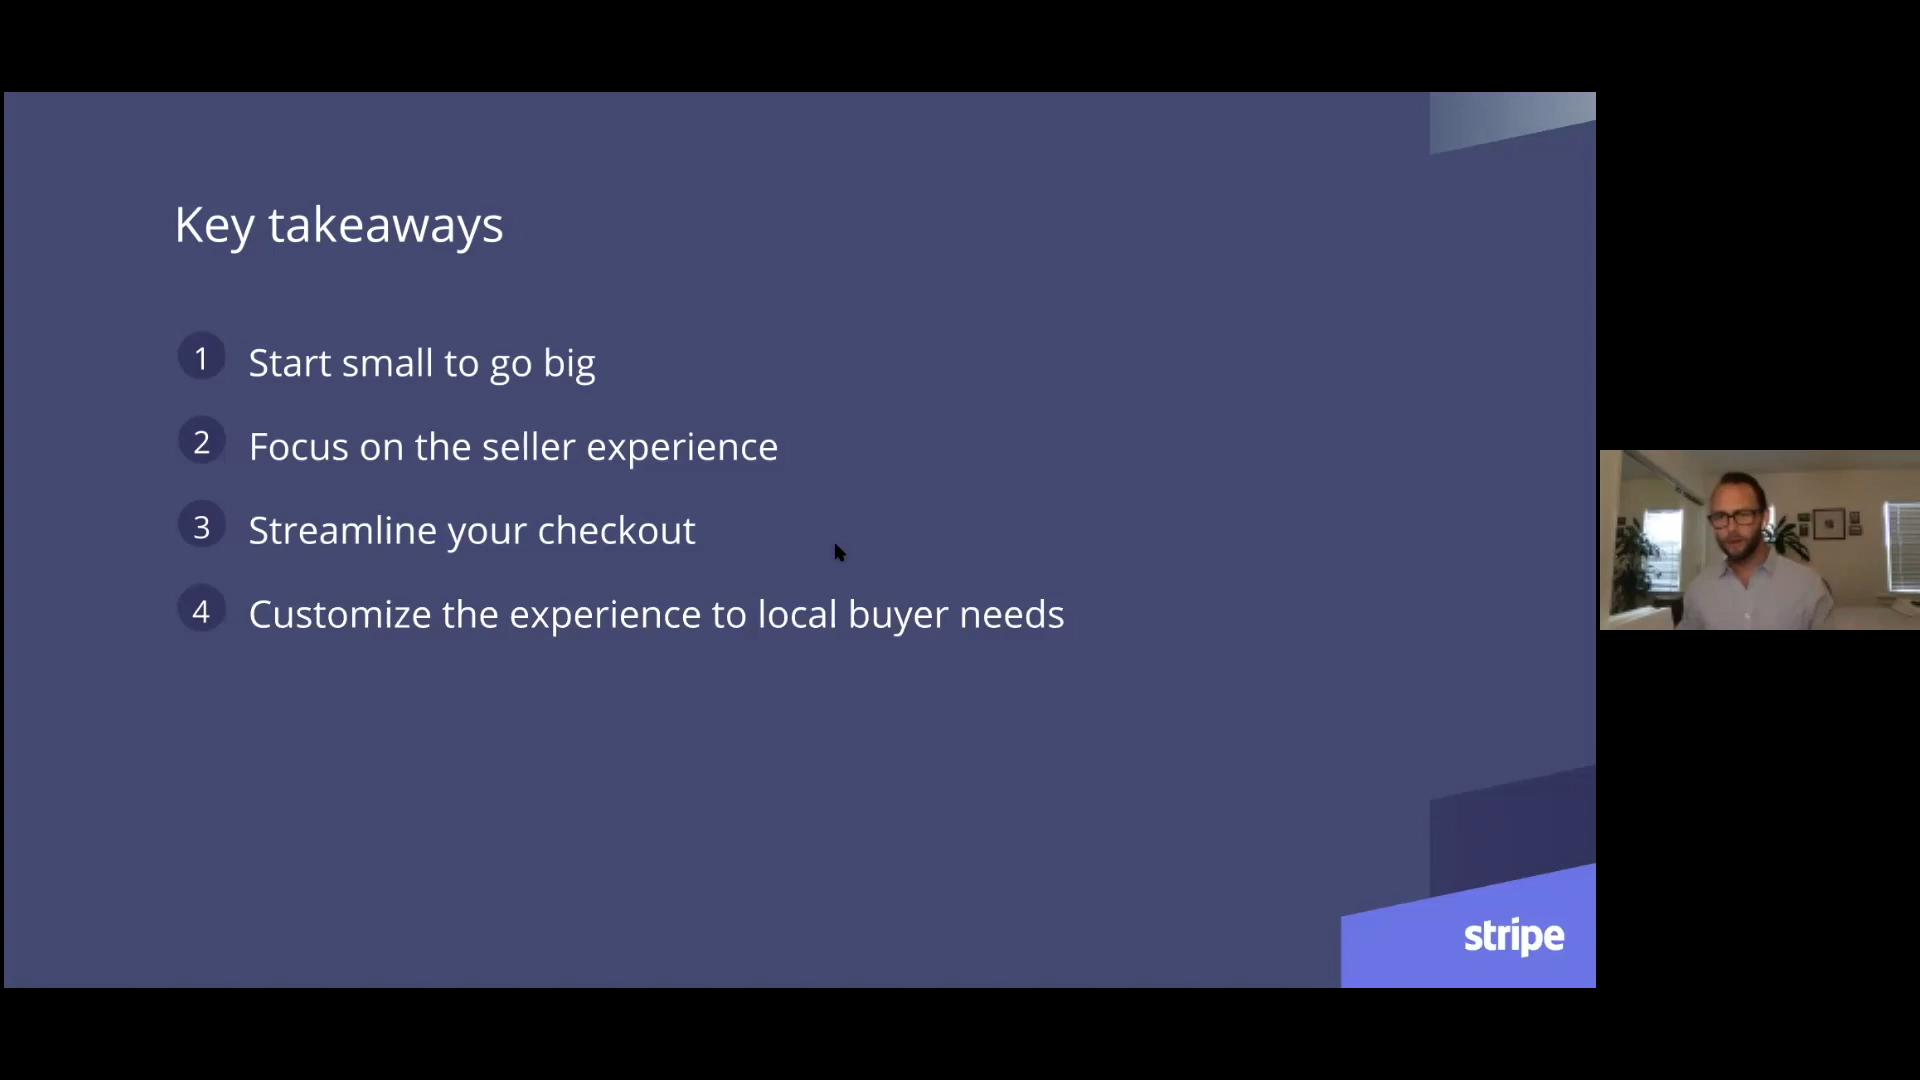 Key takeaways
1 Start small to go big
2 Focus on the seller experience
3 Streamline your checkout
4 Customize the experience to local buyer needs
stripe